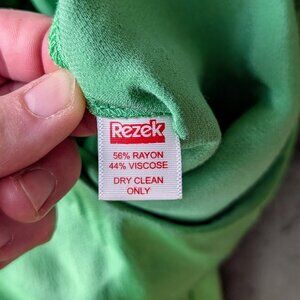 Rezek
56% RAYON
44% VISCOSE
DRY CLEAN
ONLY